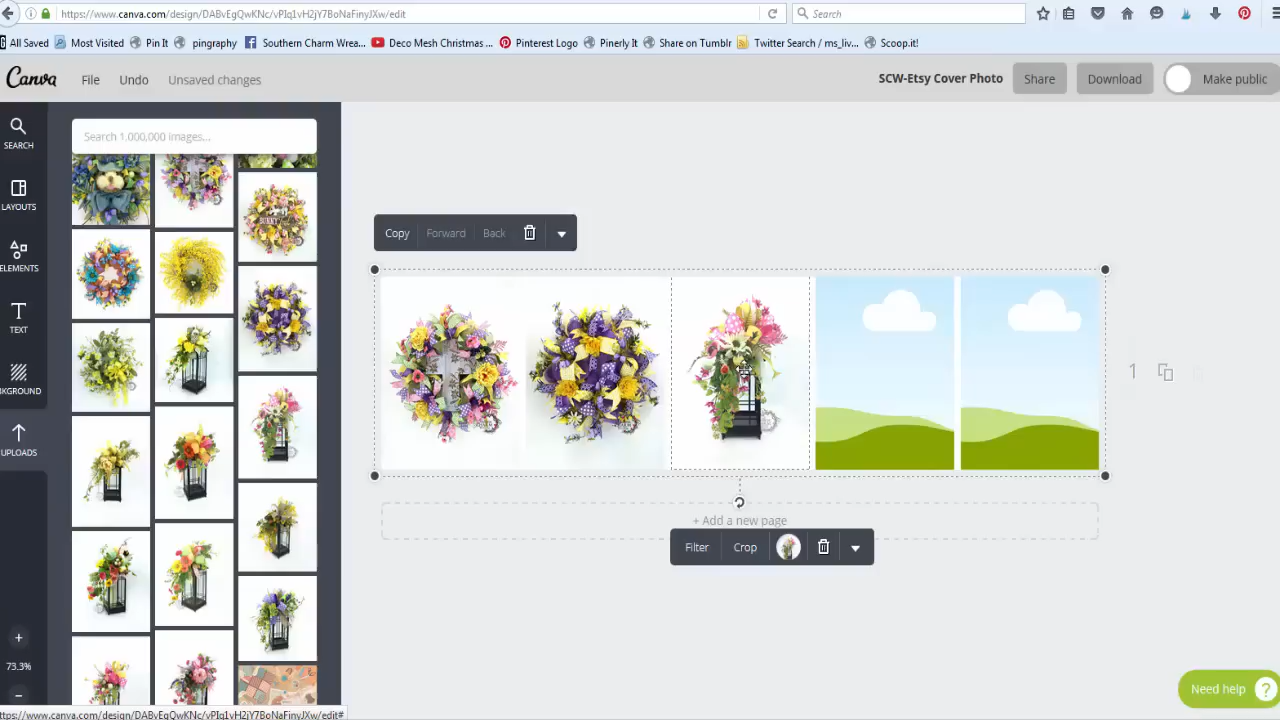 https://www.canva.com/design/DABvEgQwKNc/vPIq1vH2jY7BoNaFinyJXw/edit
Search
All Saved
Most Visited
Pin It
pingraphy
Southern Charm Wrea...
Deco Mesh Christmas ...
Pinterest Logo
Pinerly It
Share on Tumblr
Twitter Search / ms_liv...
Scoop.it!
Canva
File
Undo
Unsaved changes
SCW-Etsy Cover Photo
Share
Download
Make public
SEARCH
LAYOUTS
ELEMENTS
TEXT
KGROUND
UPLOADS
+
73.3%
−
Search 1,000,000 images...
BUNNY
Copy
Forward
Back
1
+ Add a new page
Filter
Crop
Need help
?
ttps://www.canva.com/design/DABvEgQwKNc/vPIq1vH2jY7BoNaFinyJXw/edit#